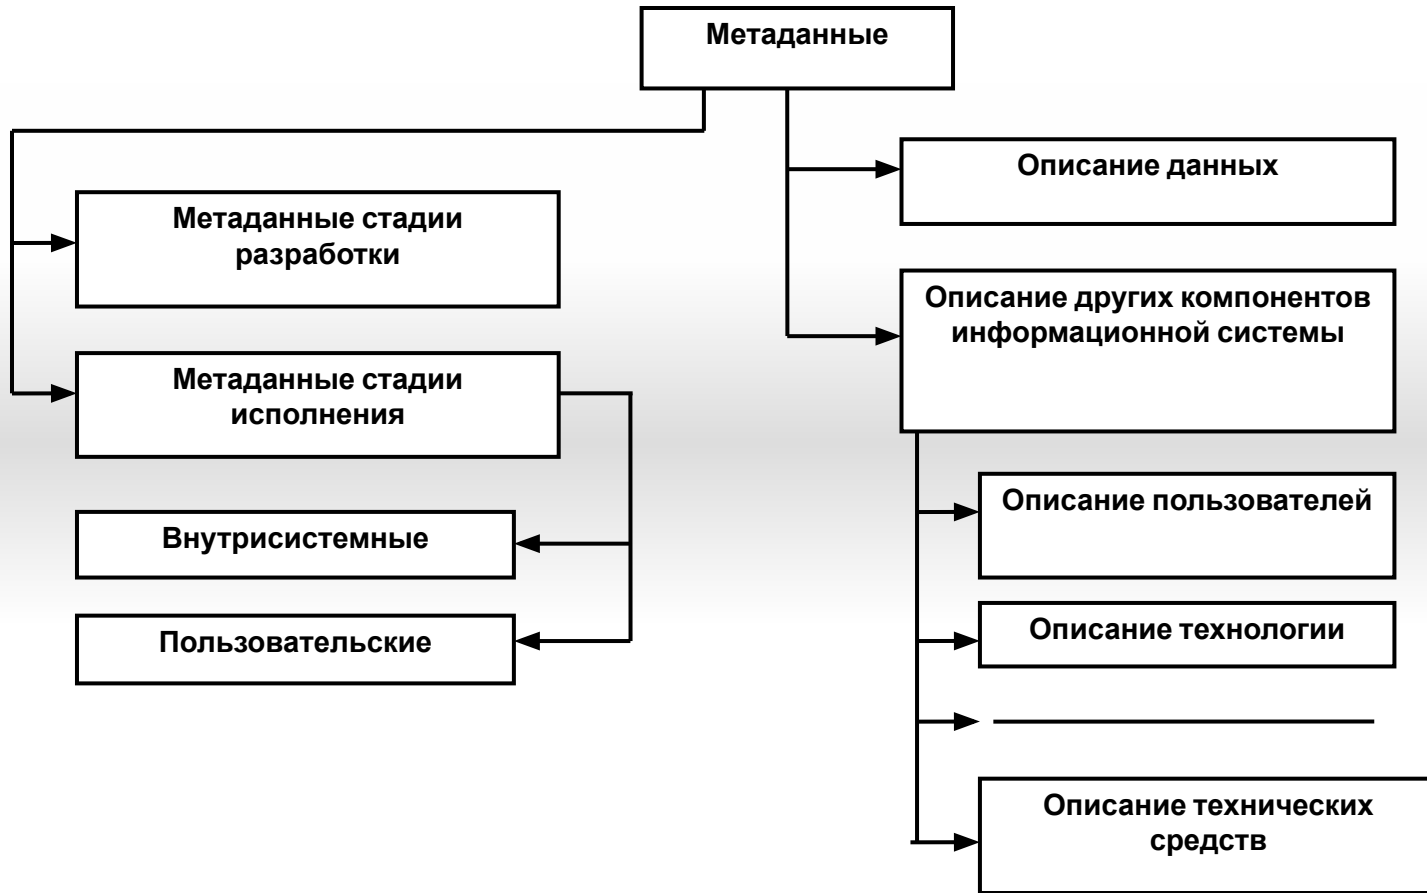 Метаданные
Описание данных
Метаданные стадии
разработки
Описание других компонентов
информационной системы
Метаданные стадии
исполнения
Описание пользователей
Внутрисистемные
Описание технологии
Пользовательские
Описание технических
средств